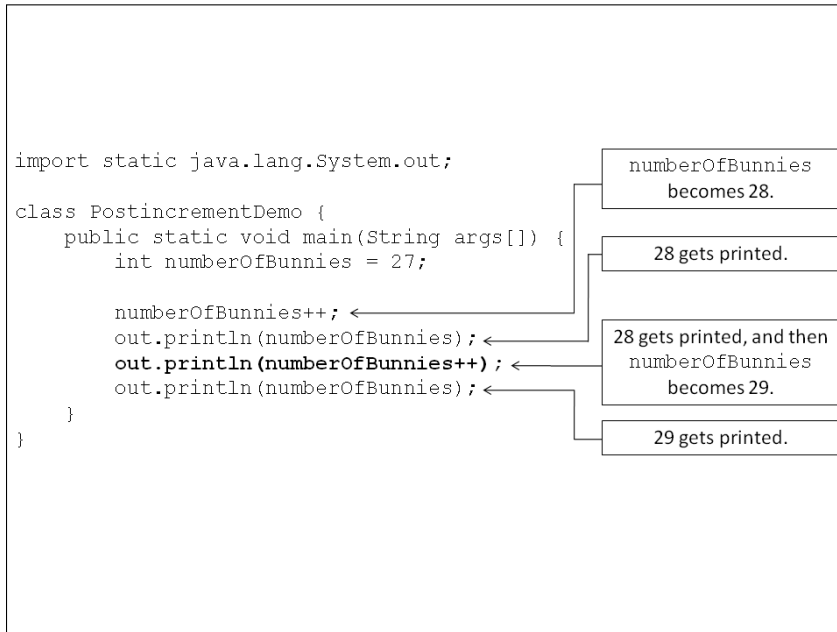 import static java.lang.System.out;
class PostincrementDemo {
public static void main(String args[]) {
int numberOfBunnies = 27;
numberOfBunnies++;
out.println(numberOfBunnies);
out.println(numberOfBunnies++);
out.println(numberOfBunnies);
}
}
numberOfBunnies
becomes 28.
28 gets printed.
28 gets printed, and then
numberOfBunnies
becomes 29.
29 gets printed.